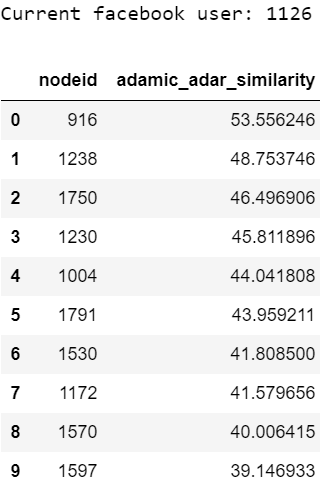 Current facebook user: 1126
nodeid adamic_adar_similarity
0 916 53.556246
1 1238 48.753746
2 1750 46.496906
3 1230 45.811896
4 1004 44.041808
5 1791 43.959211
6 1530 41.808500
7 1172 41.579656
8 1570 40.006415
9 1597 39.146933